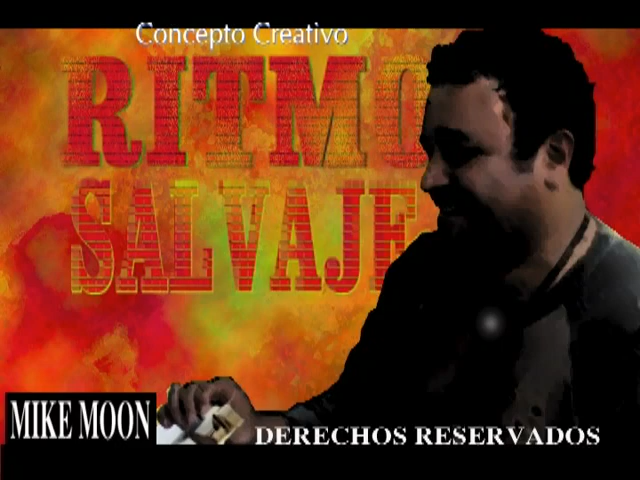 Concepto Creativo
RITMO
SALVAJE
MIKE MOON
DERECHOS RESERVADOS